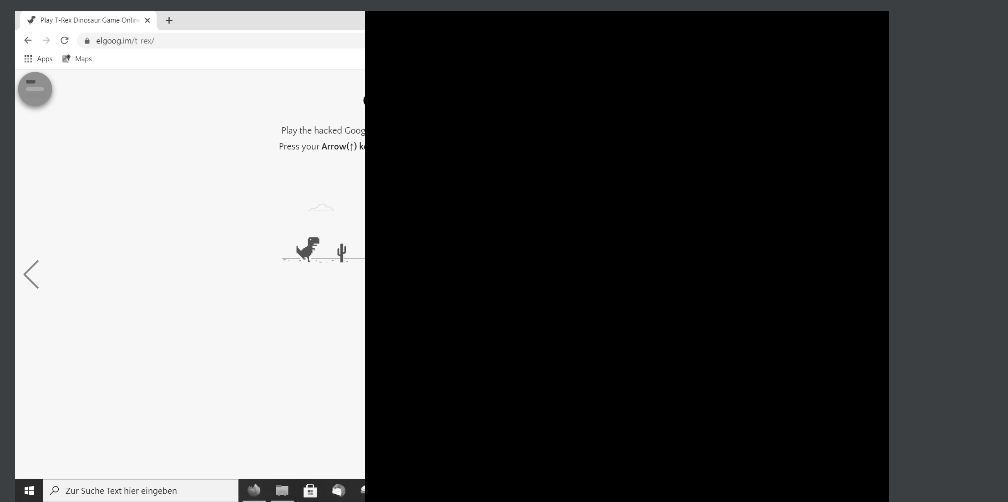 Play T-Rex Dinosaur Game Onlin
elgoog.im/t-rex/
Apps Maps
Play the hacked Goog
Press your Arrow(↑) k
Zur Suche Text hier eingeben